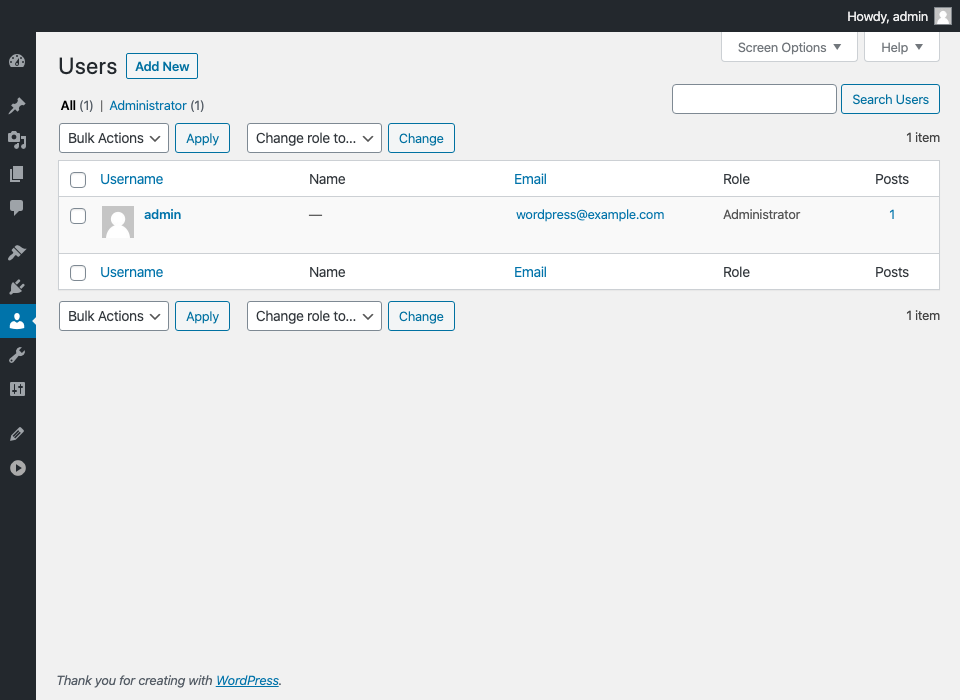 Howdy, admin
Screen Options
Help
Users Add New
All (1) | Administrator (1)
Search Users
Bulk Actions Apply Change role to... Change 1 item
Username Name Email Role Posts
admin — wordpress@example.com Administrator 1
Username Name Email Role Posts
Bulk Actions Apply Change role to... Change 1 item
Thank you for creating with WordPress.